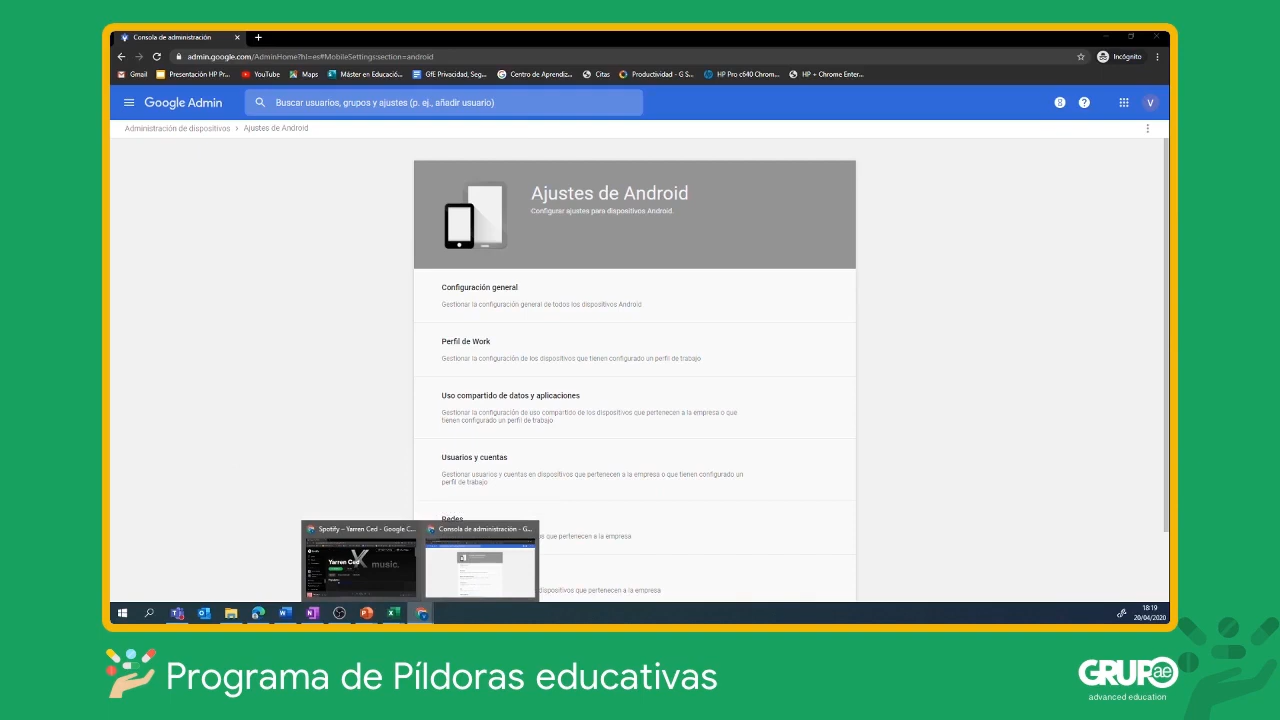 Consola de administración
admin.google.com/AdminHome?hl=es#MobileSettings:section=android
Incógnito
Gmail
Presentación HP Pr...
YouTube
Maps
Máster en Educació...
GfE Privacidad, Seg...
Centro de Aprendiz...
Citas
Productividad - G S...
HP Pro c640 Chrom...
HP + Chrome Enter...
Google Admin
Buscar usuarios, grupos y ajustes (p. ej., añadir usuario)
V
Administración de dispositivos > Ajustes de Android
Ajustes de Android
Configurar ajustes para dispositivos Android.
Configuración general
Gestionar la configuración general de todos los dispositivos Android
Perfil de Work
Gestionar la configuración de los dispositivos que tienen configurado un perfil de trabajo
Uso compartido de datos y aplicaciones
Gestionar la configuración de uso compartido de los dispositivos que pertenecen a la empresa o que
tienen configurado un perfil de trabajo
Usuarios y cuentas
Gestionar usuarios y cuentas en dispositivos que pertenecen a la empresa o que tienen configurado un
perfil de trabajo
Redes
que pertenecen a la empresa
dispositivos que pertenecen a la empresa
Spotify – Yarren Ced - Google C...
Consola de administración - G...
Yarren Ced
music.
18:19
20/04/2020
Programa de Píldoras educativas
GRUPO ae
advanced education